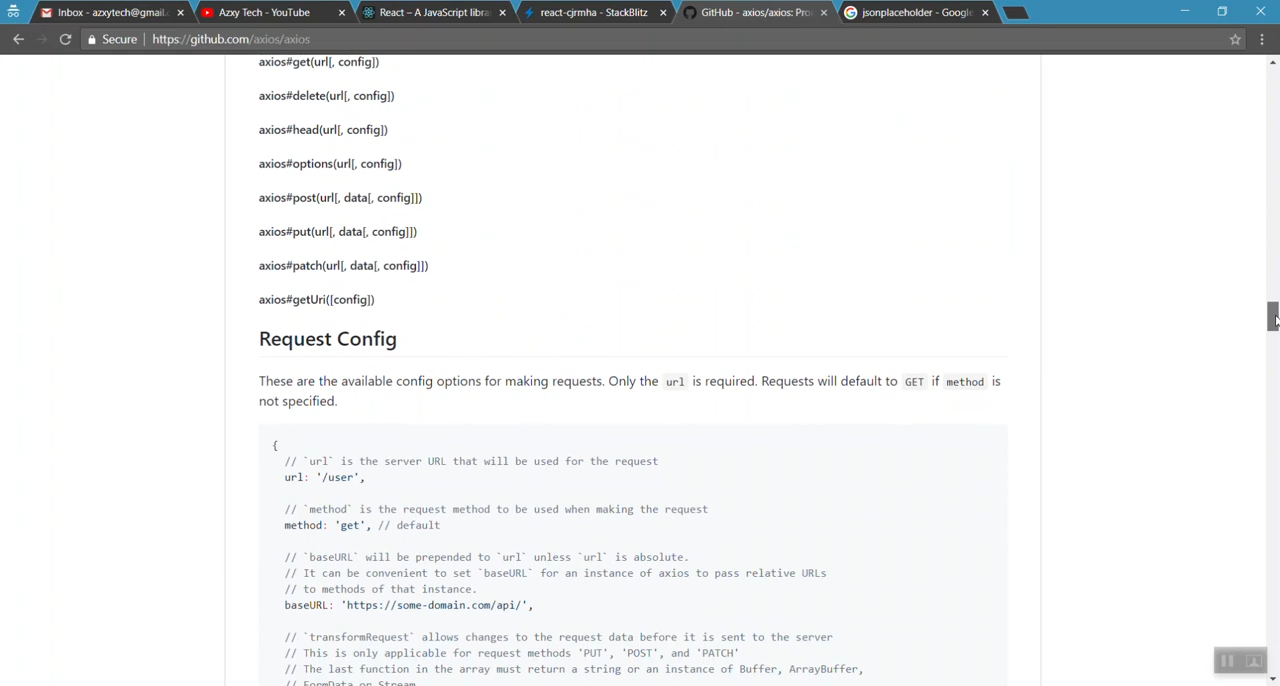 Inbox - azxytech@gmail.
Azxy Tech - YouTube
React – A JavaScript libra
react-cjrmha - StackBlitz
GitHub - axios/axios: Pro
jsonplaceholder - Google
Secure
https://github.com/axios/axios
axios#get(url[, config])
axios#delete(url[, config])
axios#head(url[, config])
axios#options(url[, config])
axios#post(url[, data[, config]])
axios#put(url[, data[, config]])
axios#patch(url[, data[, config]])
axios#getUri([config])
Request Config
These are the available config options for making requests. Only the url is required. Requests will default to GET if method is
not specified.
{
// `url` is the server URL that will be used for the request
url: '/user',
// `method` is the request method to be used when making the request
method: 'get', // default
// `baseURL` will be prepended to `url` unless `url` is absolute.
// It can be convenient to set `baseURL` for an instance of axios to pass relative URLs
// to methods of that instance.
baseURL: 'https://some-domain.com/api/',
// `transformRequest` allows changes to the request data before it is sent to the server
// This is only applicable for request methods 'PUT', 'POST', and 'PATCH'
// The last function in the array must return a string or an instance of Buffer, ArrayBuffer,
// FormData or Stream